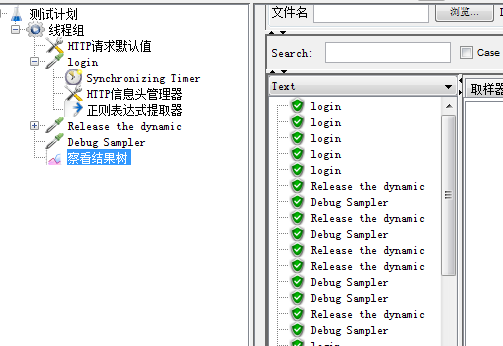 测试计划
线程组
HTTP请求默认值
login
Synchronizing Timer
HTTP信息头管理器
正则表达式提取器
Release the dynamic
Debug Sampler
察看结果树
文件名
浏览...
Search:
Case
Text
取样器
login
login
login
login
login
Release the dynamic
Debug Sampler
Release the dynamic
Debug Sampler
Release the dynamic
Release the dynamic
Debug Sampler
Debug Sampler
Release the dynamic
Debug Sampler
login